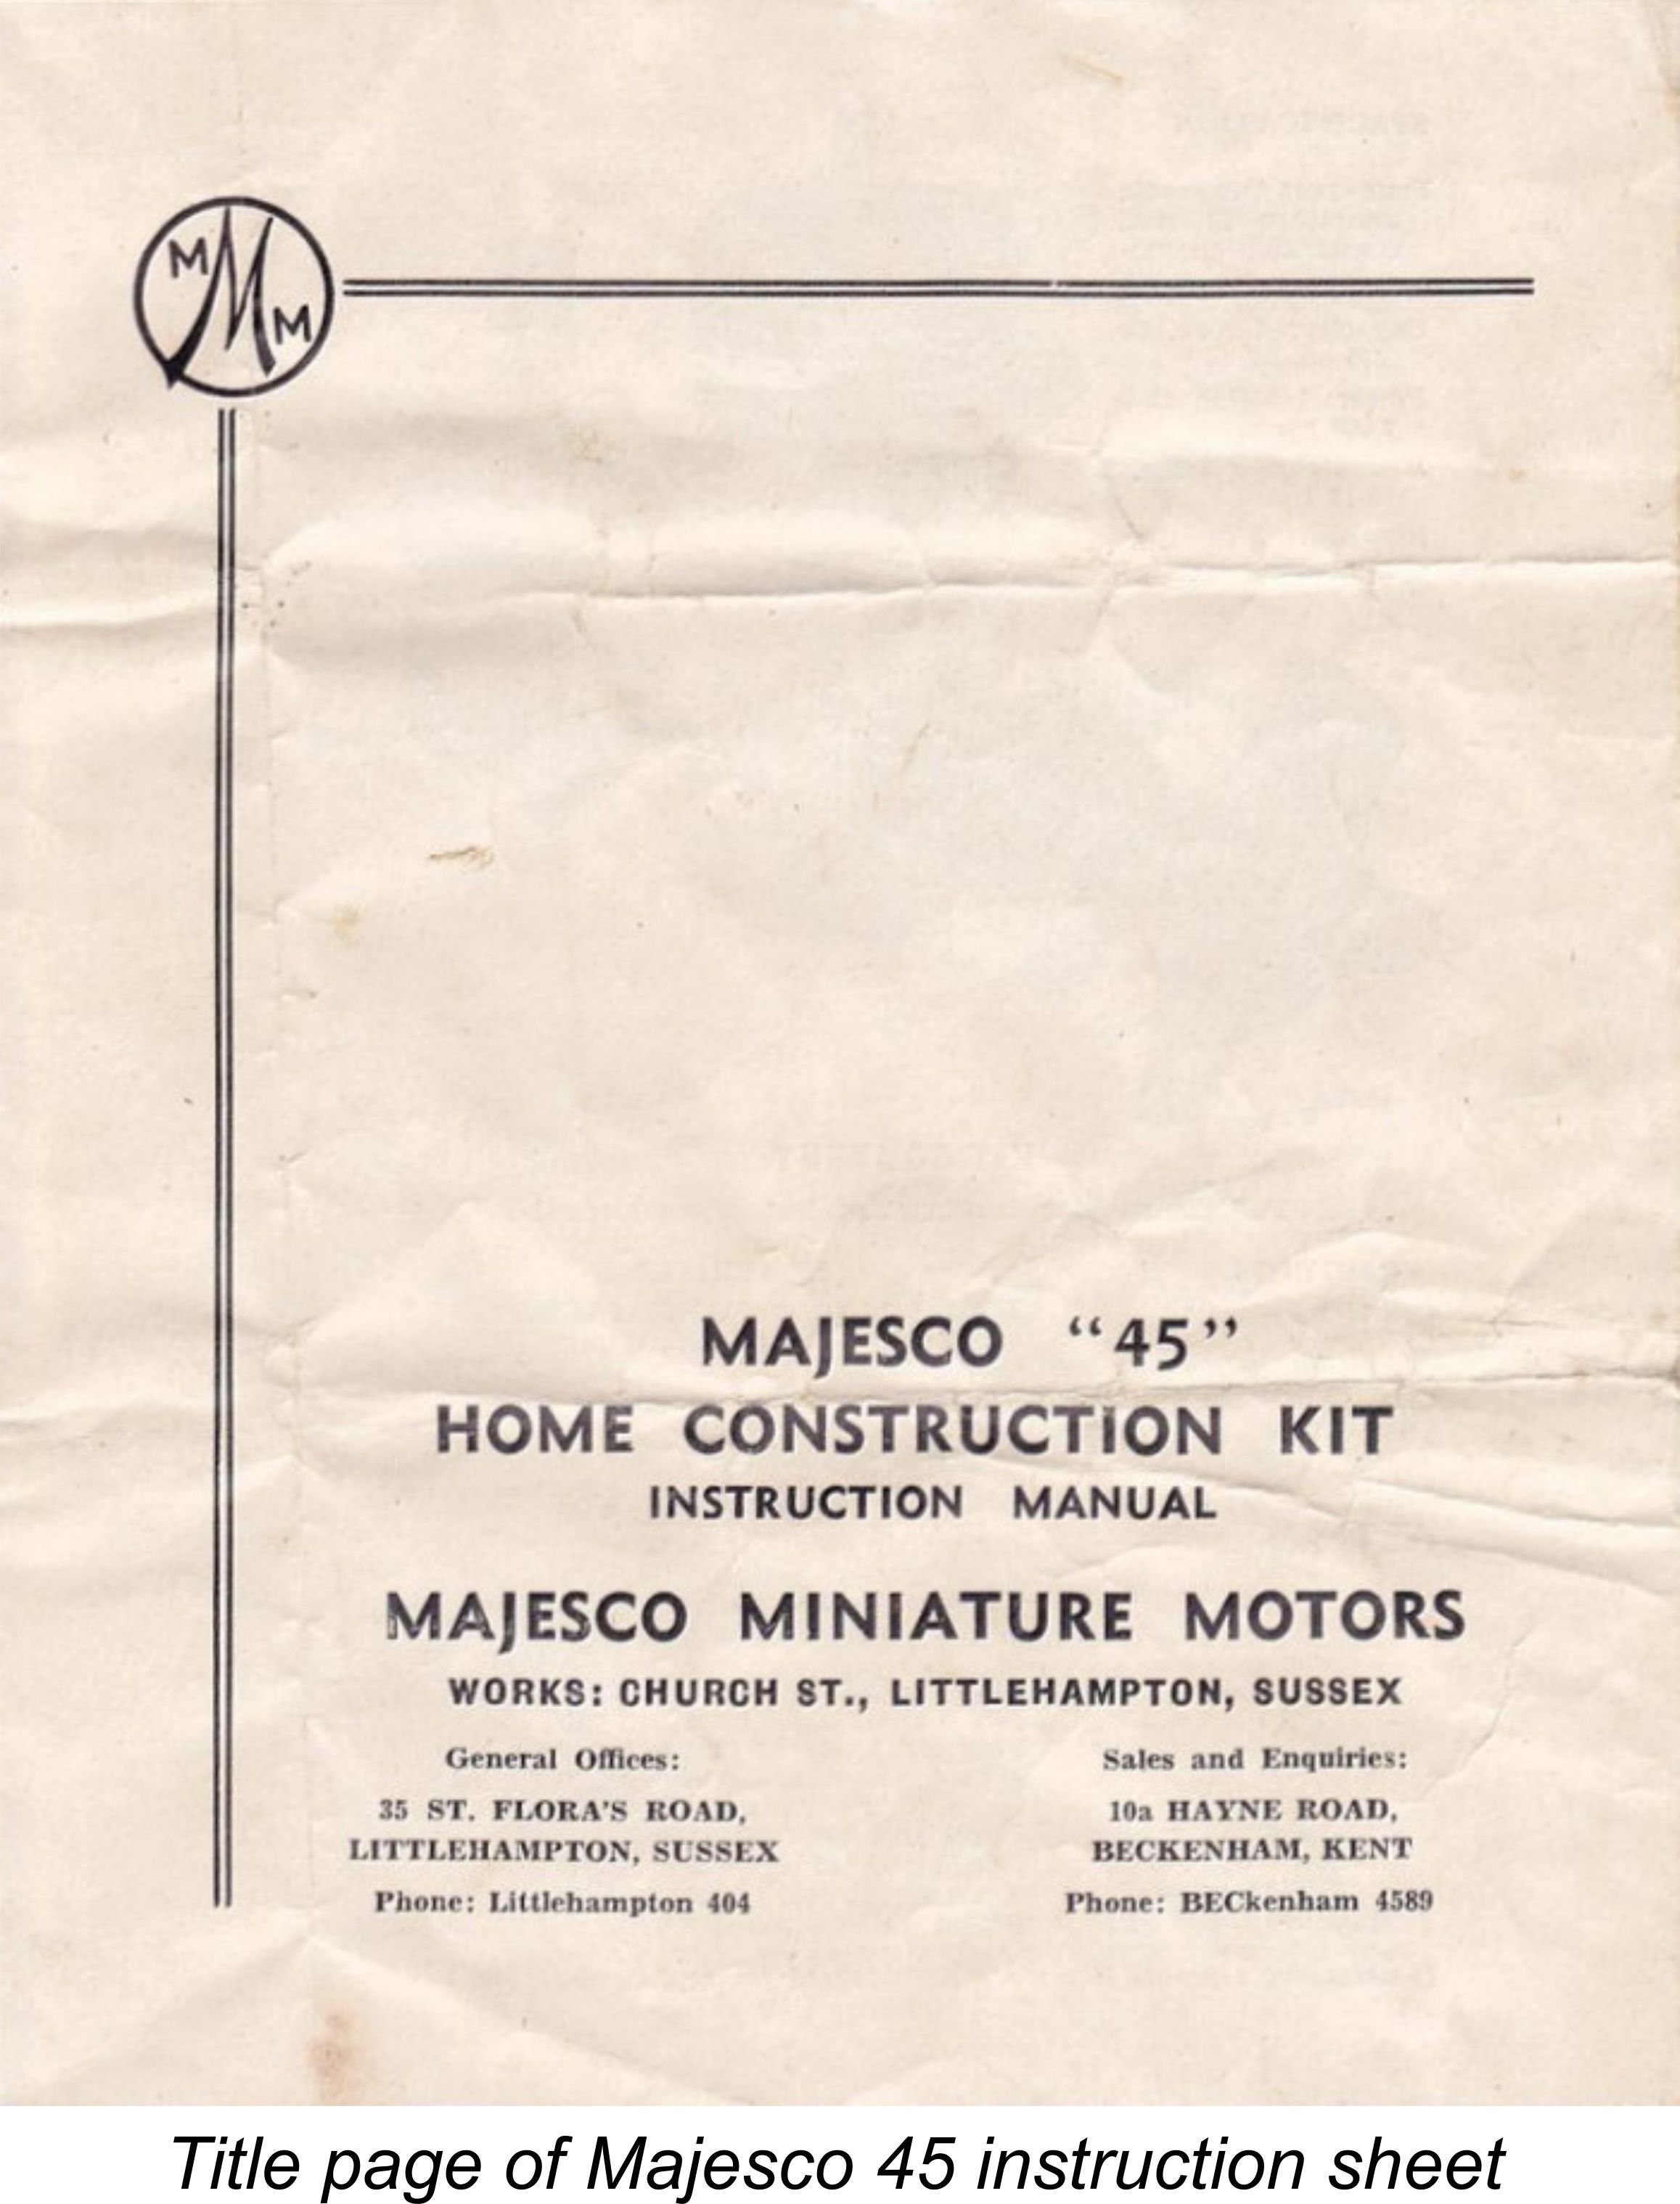 M M M
MAJESCO “45”
HOME CONSTRUCTION KIT
INSTRUCTION MANUAL
MAJESCO MINIATURE MOTORS
WORKS: CHURCH ST., LITTLEHAMPTON, SUSSEX
General Offices:
35 ST. FLORA'S ROAD,
LITTLEHAMPTON, SUSSEX
Phone: Littlehampton 404
Sales and Enquiries:
10a HAYNE ROAD,
BECKENHAM, KENT
Phone: BECkenham 4589
Title page of Majesco 45 instruction sheet